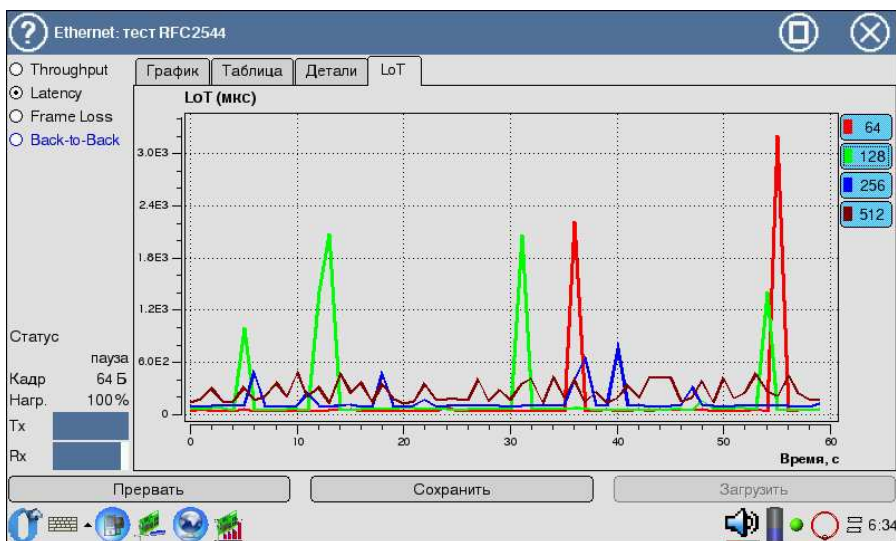 Ethernet: тест RFC2544
Throughput
Latency
Frame Loss
Back-to-Back
График Таблица Детали LoT
LoT (мкс)
3.0E3
2.4E3
1.8E3
1.2E3
6.0E2
0
0 10 20 30 40 50 60
Время, с
64
128
256
512
Статус
пауза
Кадр 64 Б
Нагр. 100%
Tx
Rx
Прервать Сохранить Загрузить
6:34